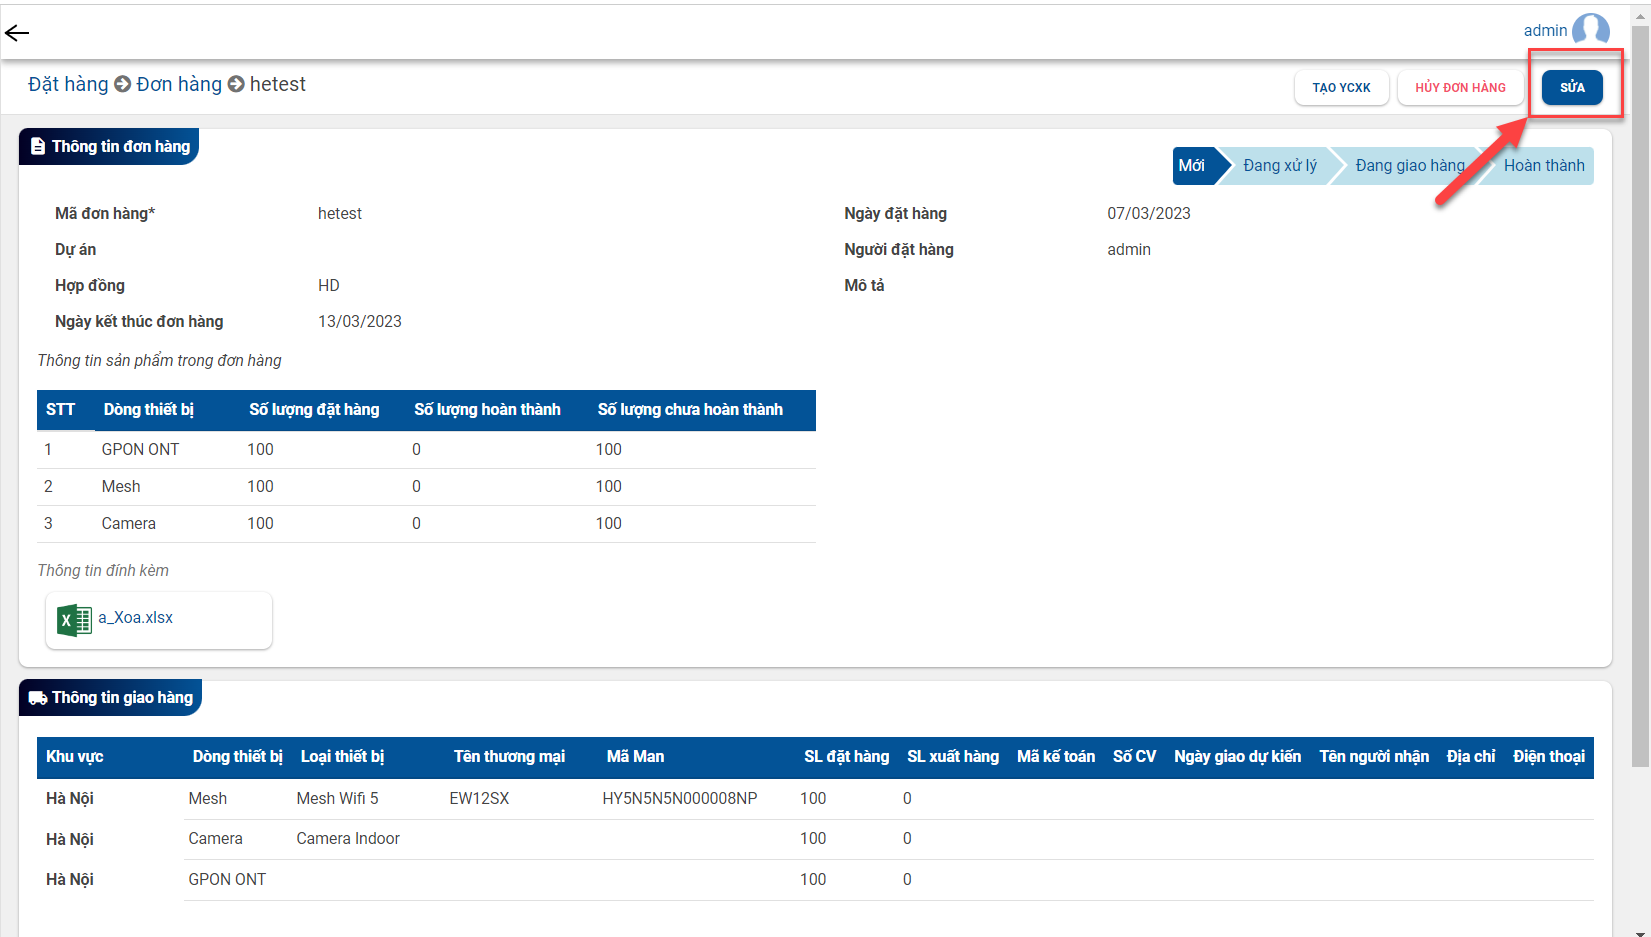 admin
Đặt hàng Đơn hàng hetest
TẠO YCXK HỦY ĐƠN HÀNG SỬA
Thông tin đơn hàng
Mới Đang xử lý Đang giao hàng Hoàn thành
Mã đơn hàng* hetest Ngày đặt hàng 07/03/2023
Dự án Người đặt hàng admin
Hợp đồng HD Mô tả
Ngày kết thúc đơn hàng 13/03/2023
Thông tin sản phẩm trong đơn hàng
STT Dòng thiết bị Số lượng đặt hàng Số lượng hoàn thành Số lượng chưa hoàn thành
1 GPON ONT 100 0 100
2 Mesh 100 0 100
3 Camera 100 0 100
Thông tin đính kèm
a_Xoa.xlsx
Thông tin giao hàng
Khu vực Dòng thiết bị Loại thiết bị Tên thương mại Mã Man SL đặt hàng SL xuất hàng Mã kế toán Số CV Ngày giao dự kiến Tên người nhận Địa chỉ Điện thoại
Hà Nội Mesh Mesh Wifi 5 EW12SX HY5N5N5N000008NP 100 0
Hà Nội Camera Camera Indoor 100 0
Hà Nội GPON ONT 100 0